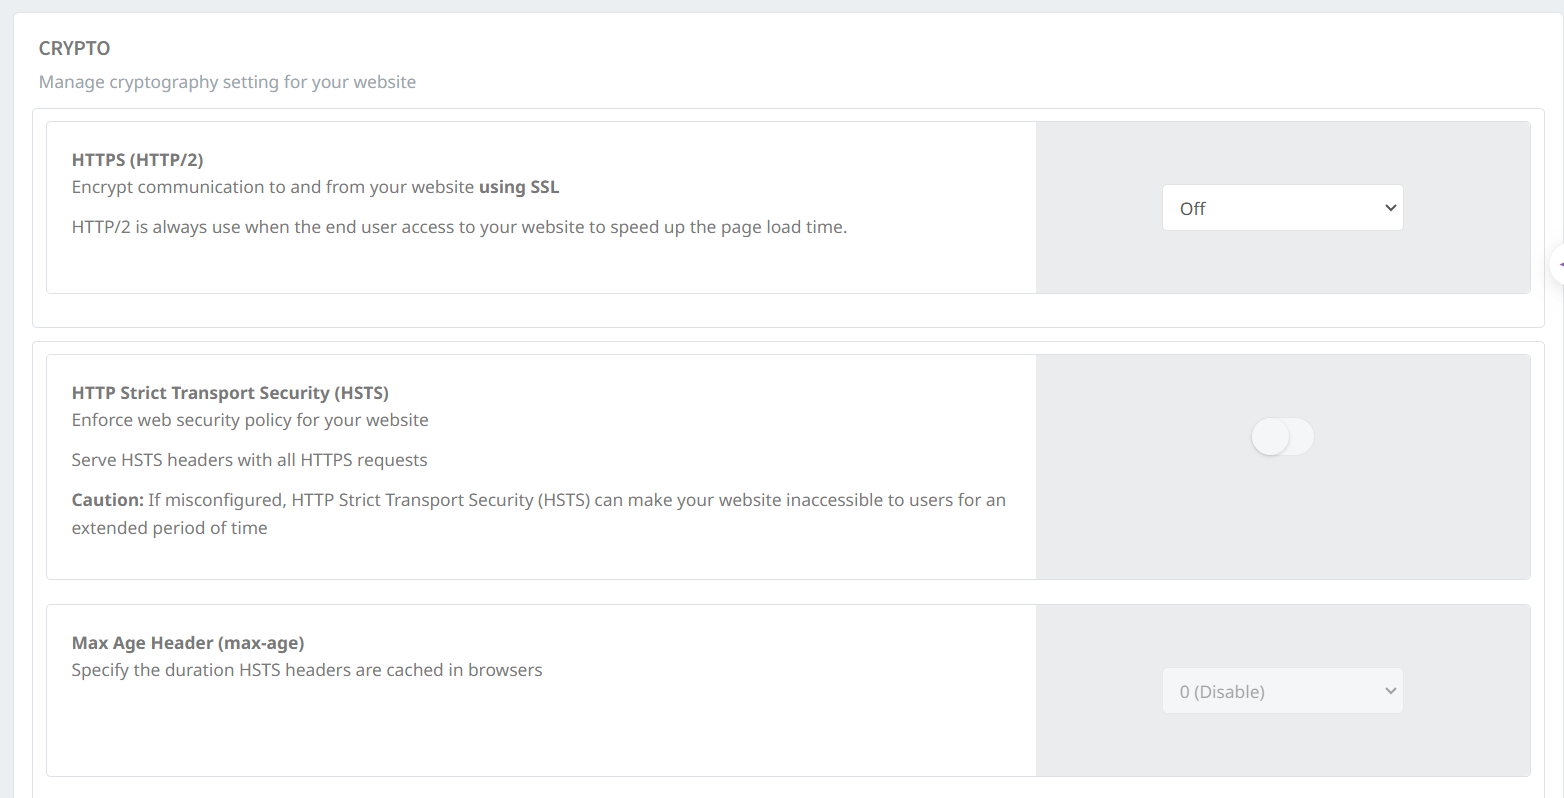 CRYPTO
Manage cryptography setting for your website
HTTPS (HTTP/2)
Encrypt communication to and from your website using SSL
Off
HTTP/2 is always use when the end user access to your website to speed up the page load time.
HTTP Strict Transport Security (HSTS)
Enforce web security policy for your website
Serve HSTS headers with all HTTPS requests
Caution: If misconfigured, HTTP Strict Transport Security (HSTS) can make your website inaccessible to users for an
extended period of time
Max Age Header (max-age)
Specify the duration HSTS headers are cached in browsers
0 (Disable)